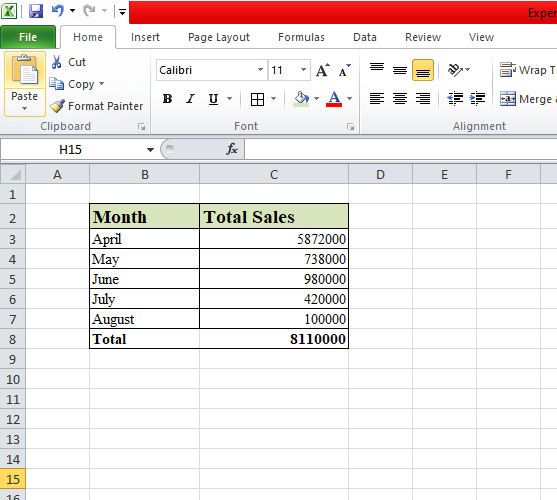 Exper
File Home Insert Page Layout Formulas Data Review View
Cut
Calibri 11 A A Wrap T
Copy
Paste
Format Painter B I U A Merge
Clipboard Font Alignment
H15 fx
A B C D E F
1
2 Month Total Sales
3 April 5872000
4 May 738000
5 June 980000
6 July 420000
7 August 100000
8 Total 8110000
9
10
11
12
13
14
15
16